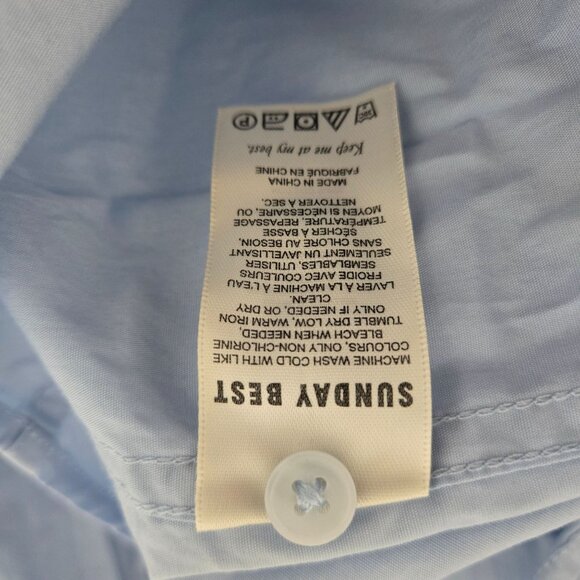 SUNDAY BEST
MACHINE WASH COLD WITH LIKE
COLOURS, ONLY NON-CHLORINE
BLEACH WHEN NEEDED,
TUMBLE DRY LOW, WARM IRON
ONLY IF NEEDED, OR DRY
CLEAN.
LAVER À LA MACHINE À L'EAU
FROIDE AVEC COULEURS
SEMBLABLES, UTILISER
SEULEMENT UN JAVELLISANT
SANS CHLORE AU BESOIN,
SÉCHER À BASSE
TEMPÉRATURE, REPASSAGE
MOYEN SI NÉCESSAIRE, OU
NETTOYER À SEC.
MADE IN CHINA
FABRIQUÉ EN CHINE
Keep me at my best.
P